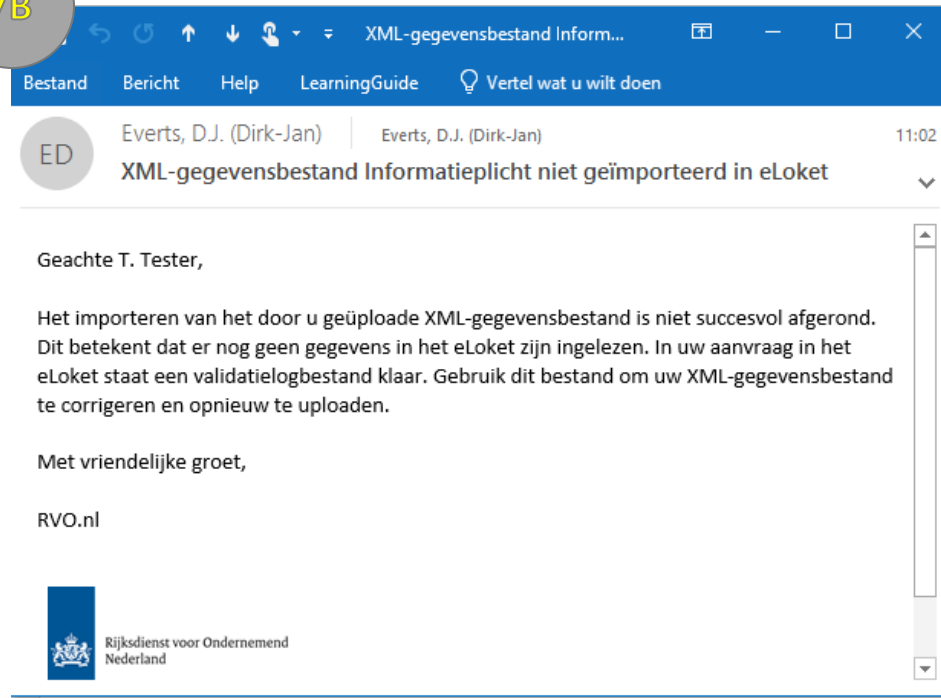 7B
XML-gegevensbestand Inform...
Bestand Bericht Help LearningGuide Vertel wat u wilt doen
ED
Everts, D.J. (Dirk-Jan) Everts, D.J. (Dirk-Jan) 11:02
XML-gegevensbestand Informatieplicht niet geïmporteerd in eLoket
Geachte T. Tester,
Het importeren van het door u geüploade XML-gegevensbestand is niet succesvol afgerond.
Dit betekent dat er nog geen gegevens in het eLoket zijn ingelezen. In uw aanvraag in het
eLoket staat een validatielogbestand klaar. Gebruik dit bestand om uw XML-gegevensbestand
te corrigeren en opnieuw te uploaden.
Met vriendelijke groet,
RVO.nl
Rijksdienst voor Ondernemend
Nederland